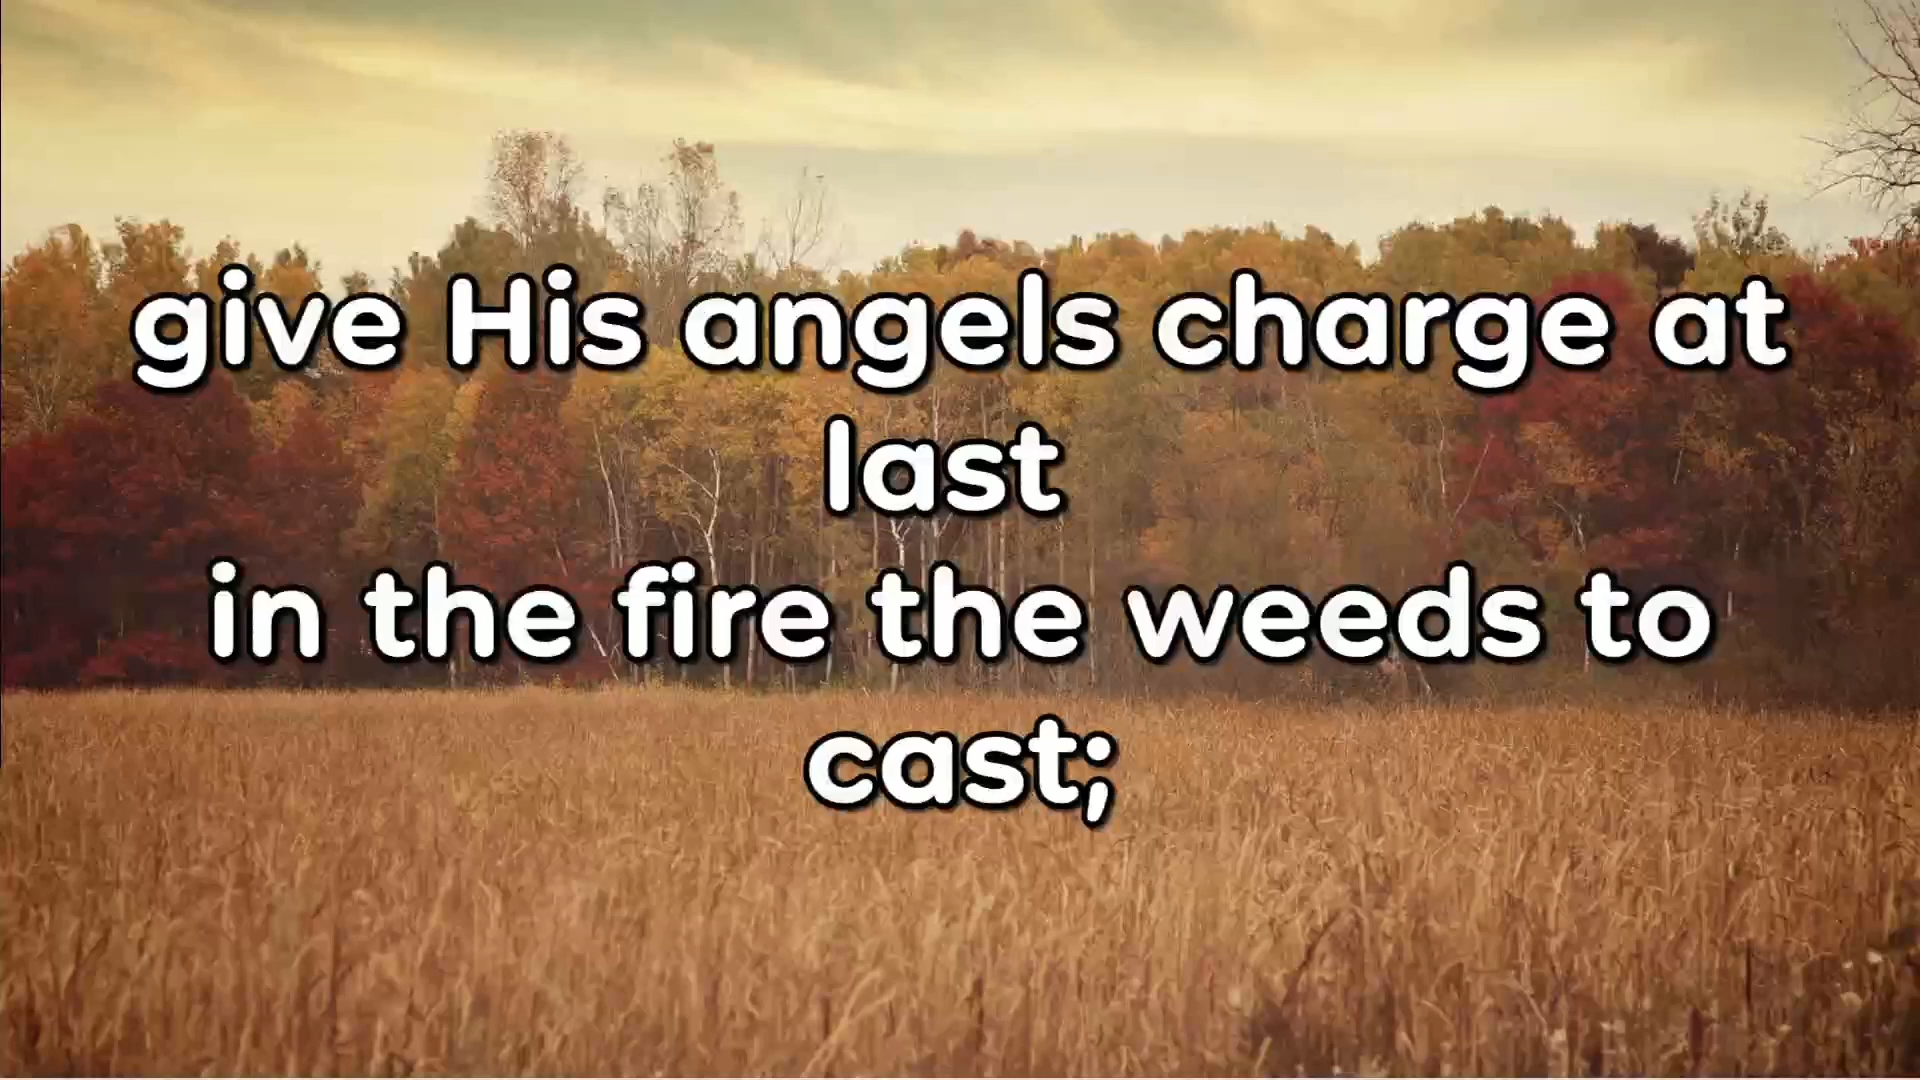 give His angels charge at
last
in the fire the weeds to
cast;